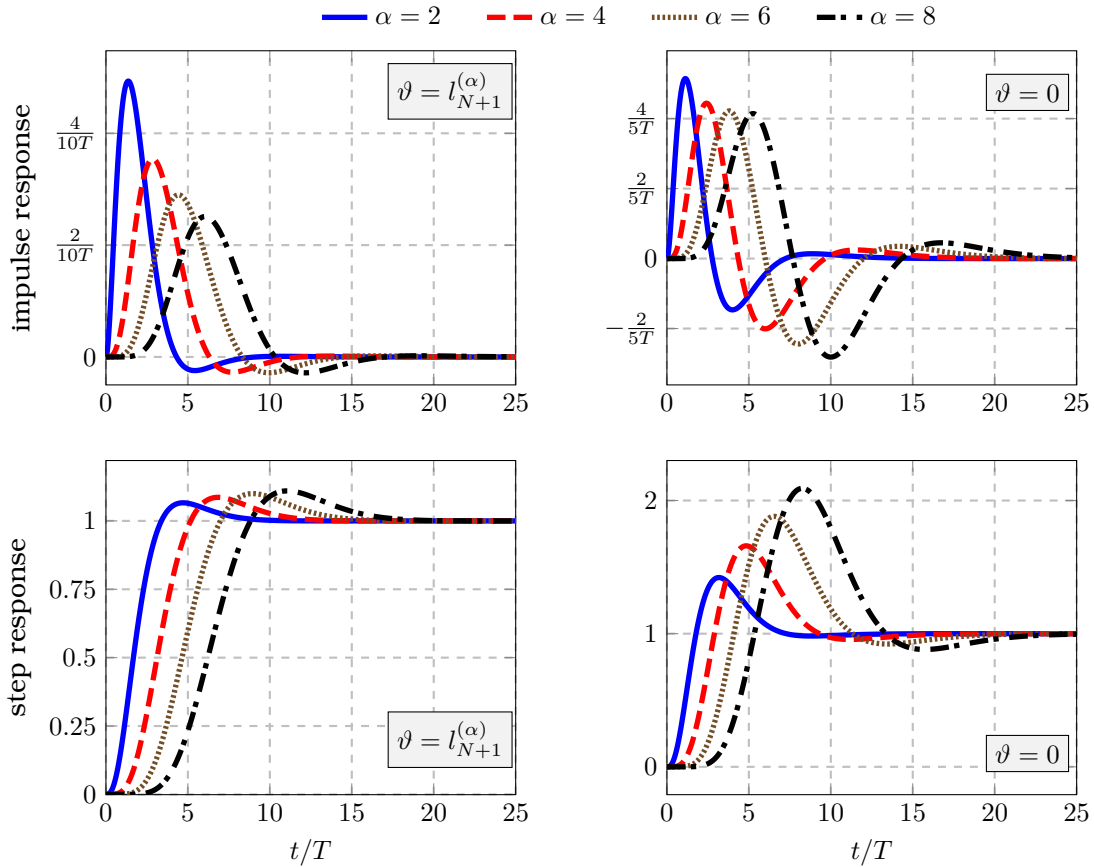 α = 2 α = 4 α = 6 α = 8
impulse response
4/10T
2/10T
0
ϑ = l_{N+1}^{(α)}
0 5 10 15 20 25
4/5T
2/5T
0
−2/5T
ϑ = 0
0 5 10 15 20 25
step response
1
0.75
0.5
0.25
0
ϑ = l_{N+1}^{(α)}
0 5 10 15 20 25
t/T
2
1
0
ϑ = 0
0 5 10 15 20 25
t/T